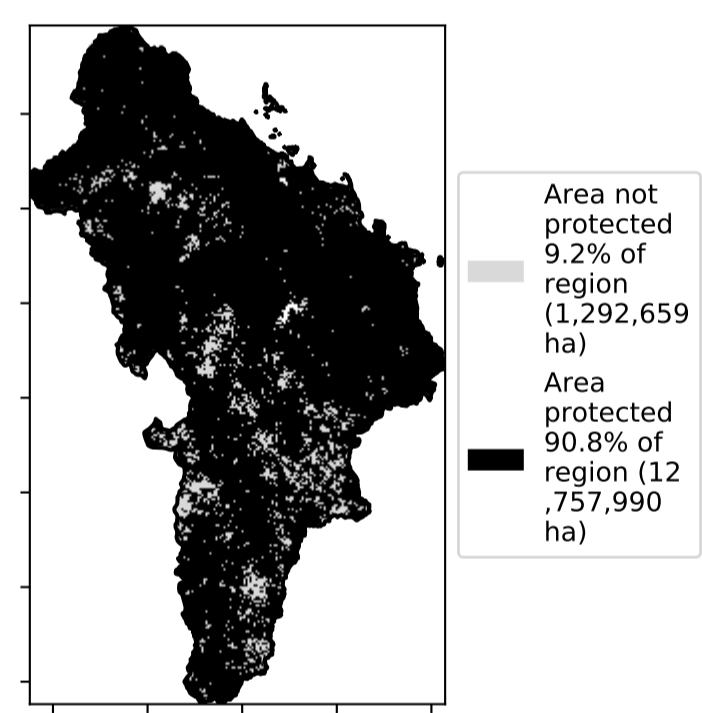 Area not
protected
9.2% of
region
(1,292,659
ha)
Area
protected
90.8% of
region (12
,757,990
ha)